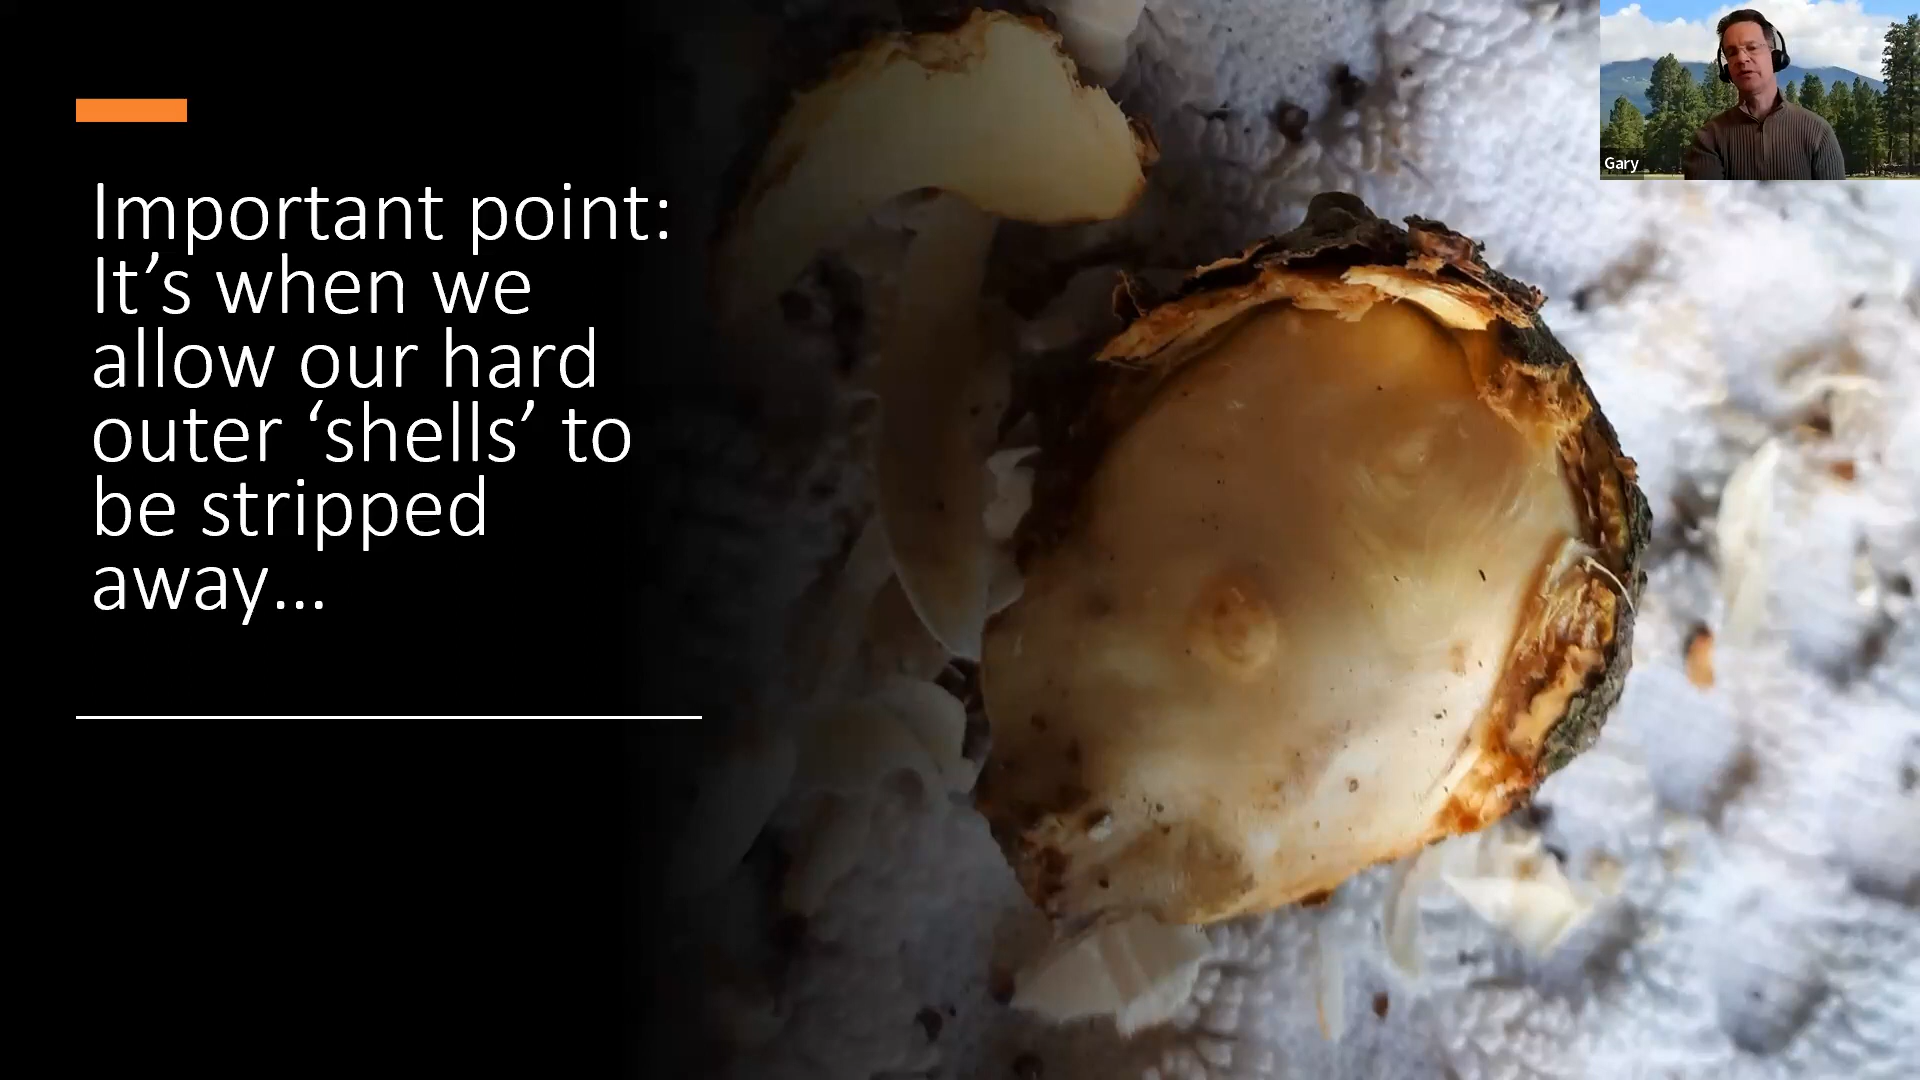 Important point:
It’s when we
allow our hard
outer ‘shells’ to
be stripped
away...
Gary